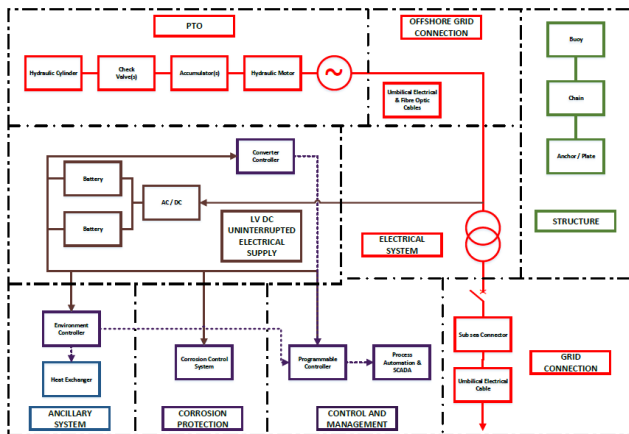 PTO
OFFSHORE GRID
CONNECTION
Buoy
Hydraulic Cylinder
Check
Valve(s)
Accumulator(s)
Hydraulic Motor
~
Umbilical Electrical
& Fibre Optic
Cables
Chain
Anchor / Plate
Converter
Controller
Battery
AC / DC
Battery
LV DC
UNINTERRUPTED
ELECTRICAL
SUPPLY
ELECTRICAL
SYSTEM
STRUCTURE
Environment
Controller
Subsea Connector
Corrosion Control
System
Programmable
Controller
Process
Automation &
SCADA
GRID
CONNECTION
Heat Exchanger
Umbilical Electrical
Cable
ANCILLARY
SYSTEM
CORROSION
PROTECTION
CONTROL AND
MANAGEMENT